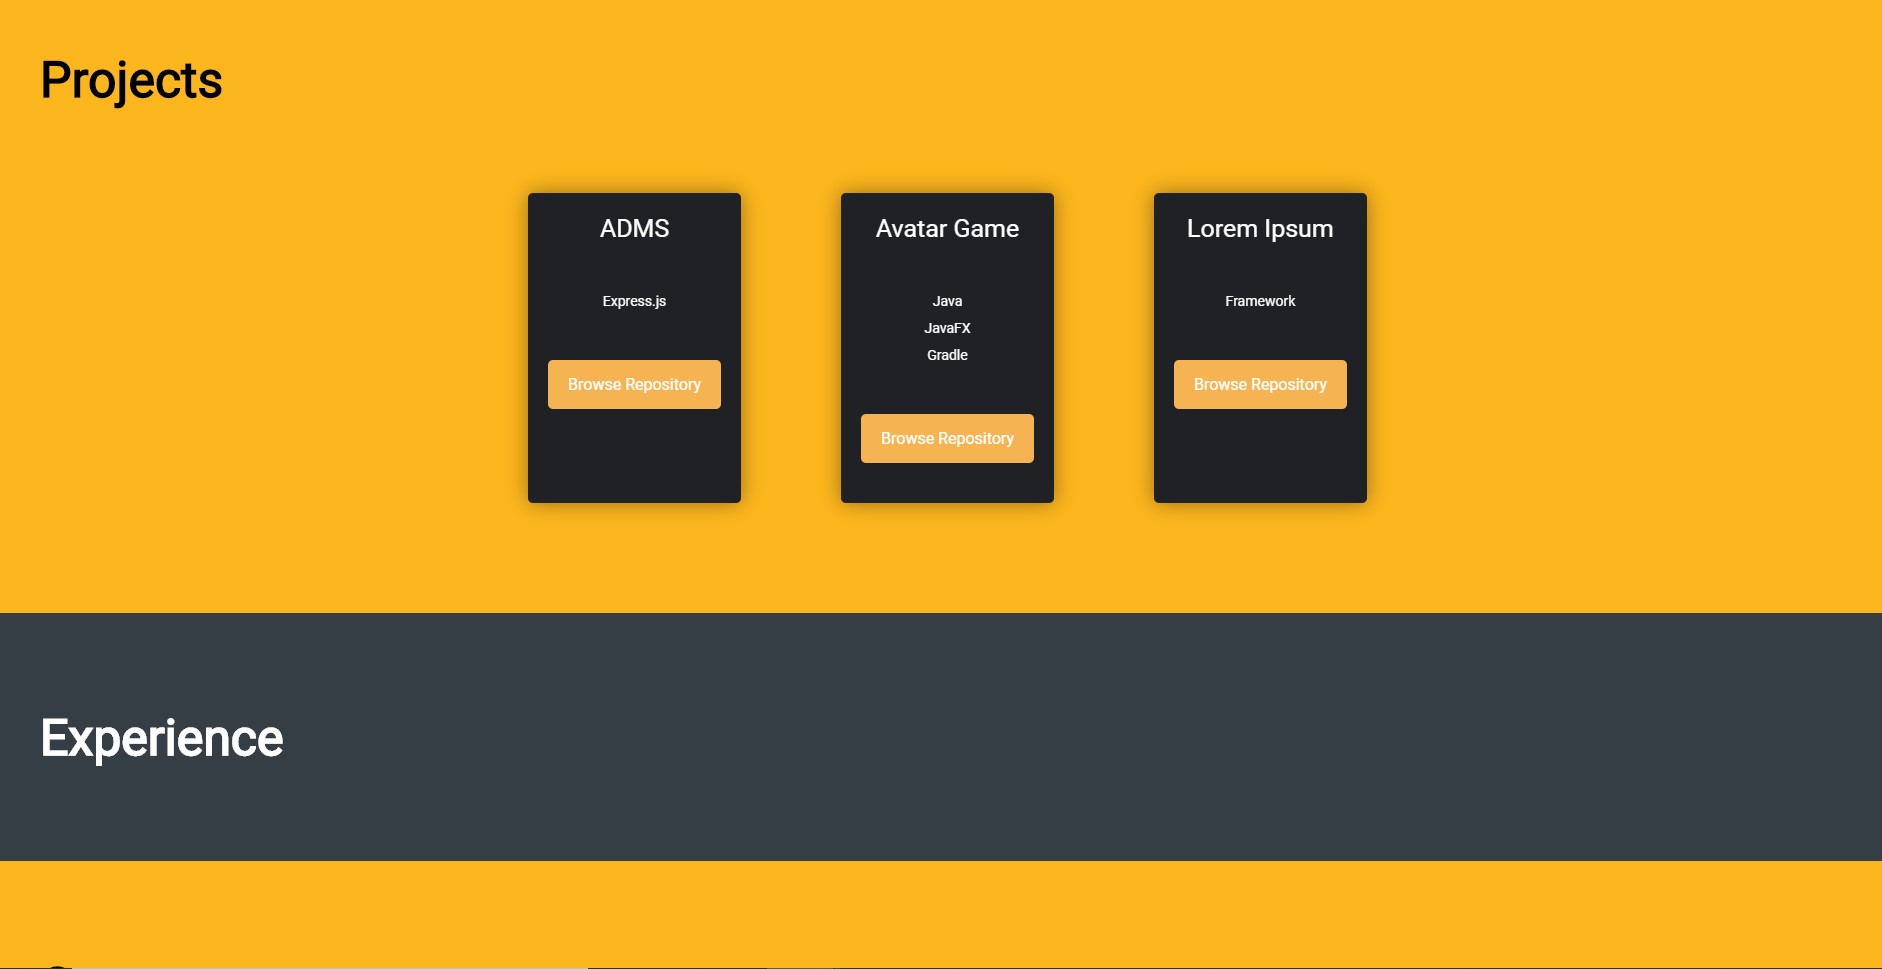 Projects
ADMS
Express.js
Browse Repository
Avatar Game
Java
JavaFX
Gradle
Browse Repository
Lorem Ipsum
Framework
Browse Repository
Experience